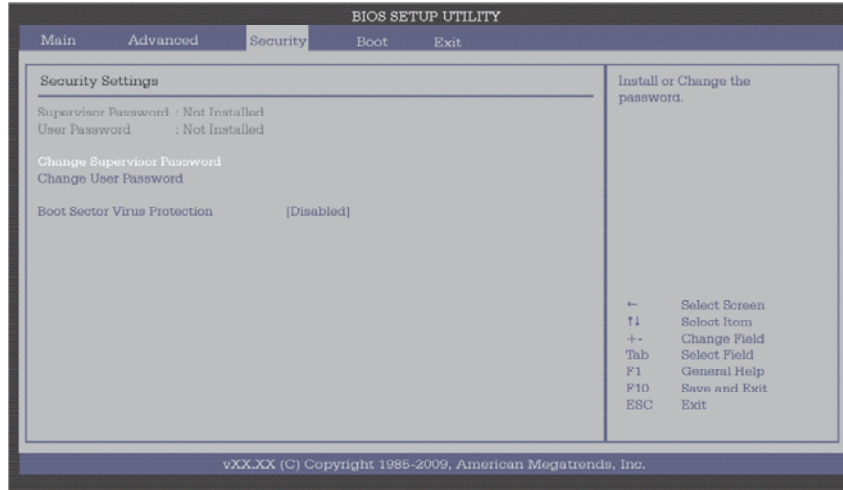 BIOS SETUP UTILITY
Main Advanced Security Boot Exit
Security Settings
Supervisor Password : Not Installed
User Password : Not Installed
Change Supervisor Password
Change User Password
Boot Sector Virus Protection [Disabled]
Install or Change the
password.
← Select Screen
↑↓ Select Item
+- Change Field
Tab Select Field
F1 General Help
F10 Save and Exit
ESC Exit
vXX.XX (C) Copyright 1985-2009, American Megatrends, Inc.